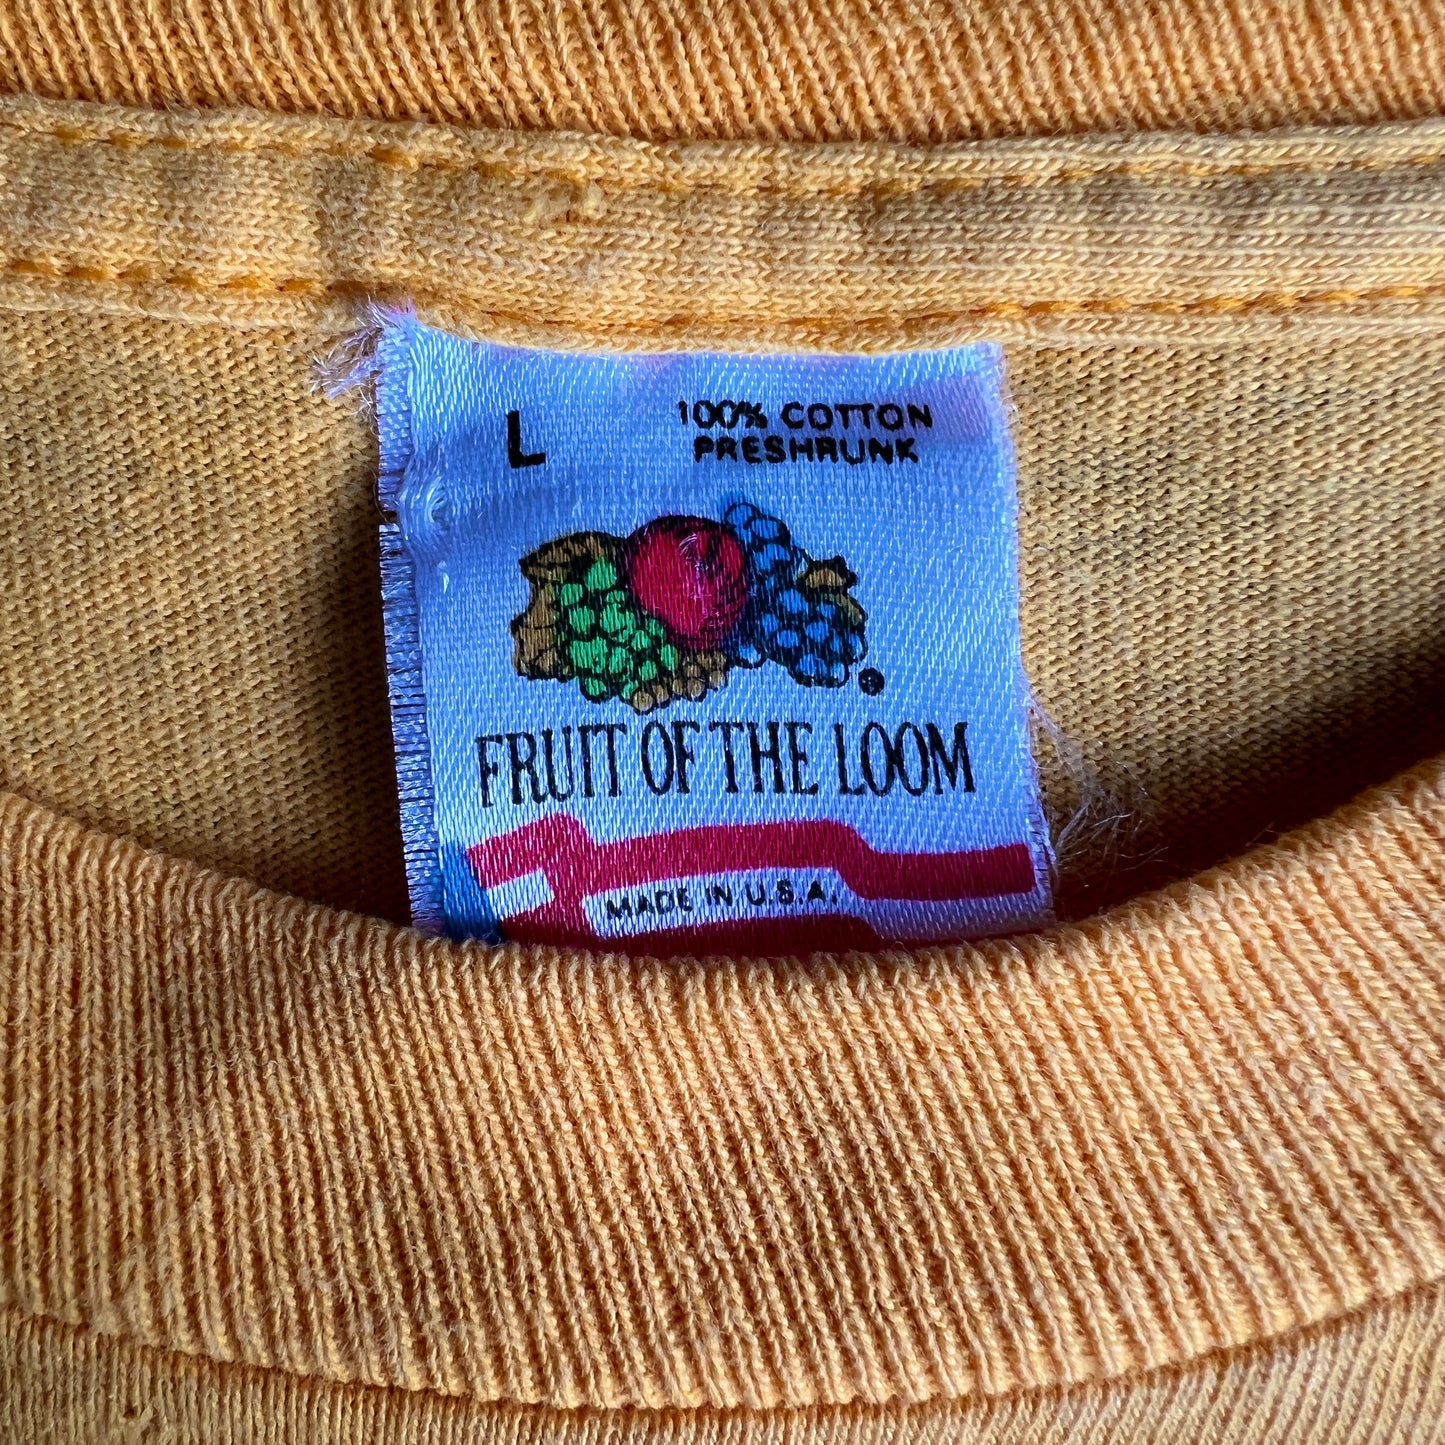 L
100% COTTON
PRESHRUNK
®
FRUIT OF THE LOOM
MADE IN U.S.A.